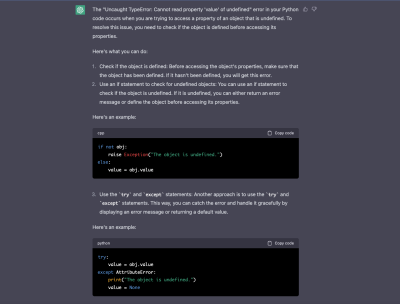 The "Uncaught TypeError: Cannot read property 'value of undefined" error in your Python
code occurs when you are trying to access a property of an object that is undefined. To
resolve this issue, you need to check if the object is defined before accessing its
properties.
Here's what you can do:
1. Check if the object is defined: Before accessing the object's properties, make sure that
the object has been defined. If it hasn't been defined, you will get this error.
2. Use an if statement to check for undefined objects: You can use an if statement to
check if the object is undefined. If it is undefined, you can either return an error
message or define the object before accessing its properties.
Here's an example:
cpp Copy code
if not obj:
raise Exception("The object is undefined.")
else:
value = obj.value
3. Use the `try` and `except` statements: Another approach is to use the `try` and
`except` statements. This way, you can catch the error and handle it gracefully by
displaying an error message or returning a default value.
Here's an example:
python Copy code
try:
value = obj.value
except AttributeError:
print("The object is undefined.")
value = None